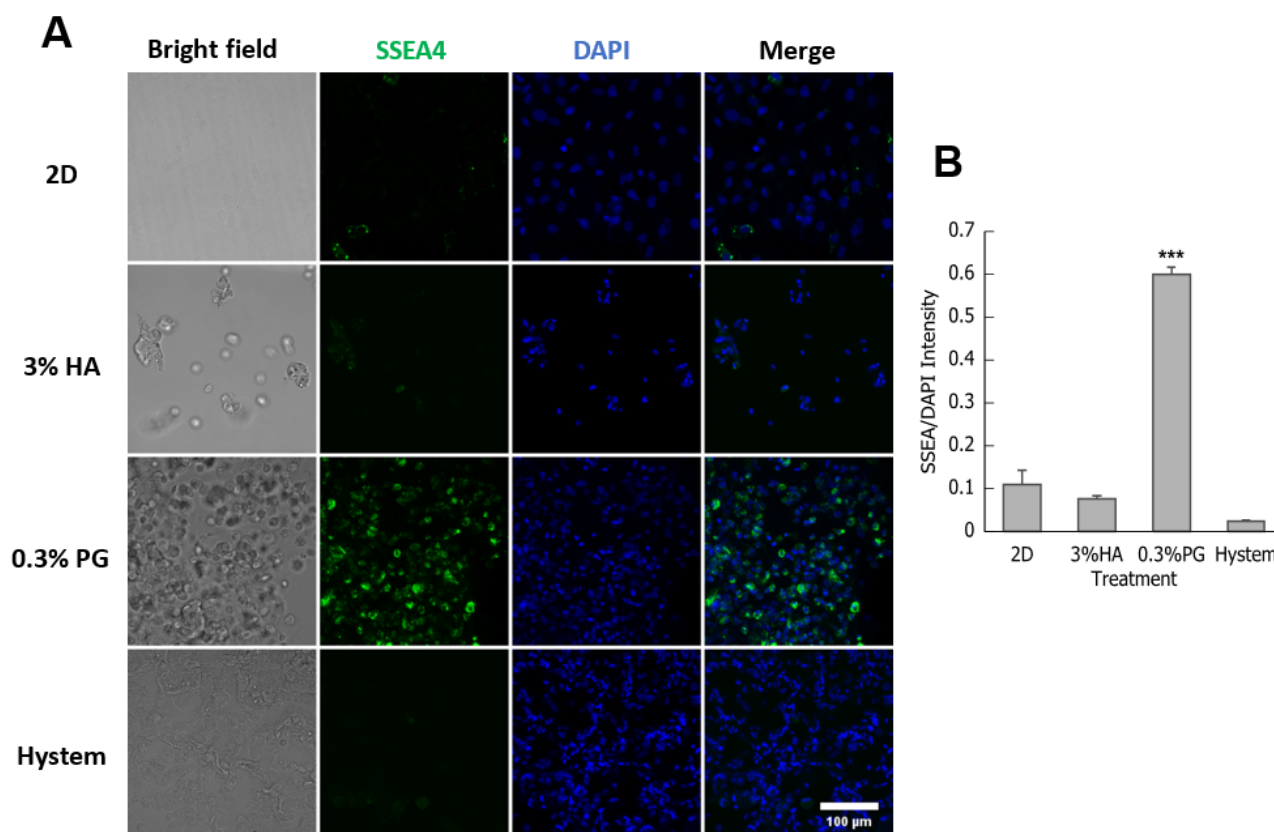 A
Bright field SSEA4 DAPI Merge
2D
3% HA
0.3% PG
Hystem
100 µm
B
SSEA/DAPI Intensity
0.7
0.6
0.5
0.4
0.3
0.2
0.1
0
***
2D 3%HA 0.3%PG Hystem
Treatment